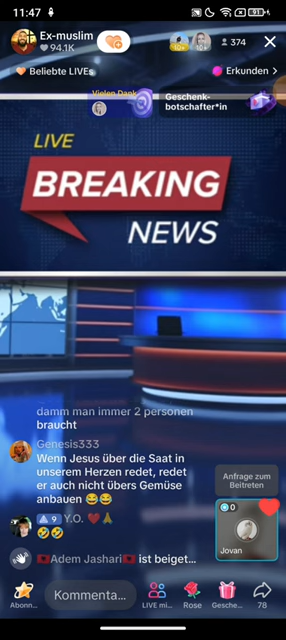 11:47
Ex-muslim
94.1K
10+
10+
374
Beliebte LIVEs
Erkunden >
Vielen Dank
Geschenk-
botschafter*in
LIVE
BREAKING
NEWS
damm man immer 2 personen
braucht
Genesis333
Wenn Jesus über die Saat in
unserem Herzen redet, redet
er auch nicht übers Gemüse
anbauen 😂😂
9 Y.O. ❤️🙏
🤣🤣
Adem Jashari ist beiget...
Anfrage zum
Beitreten
0
Jovan
Abonn...
Kommenta...
LIVE mi...
Rose
Gesche...
78